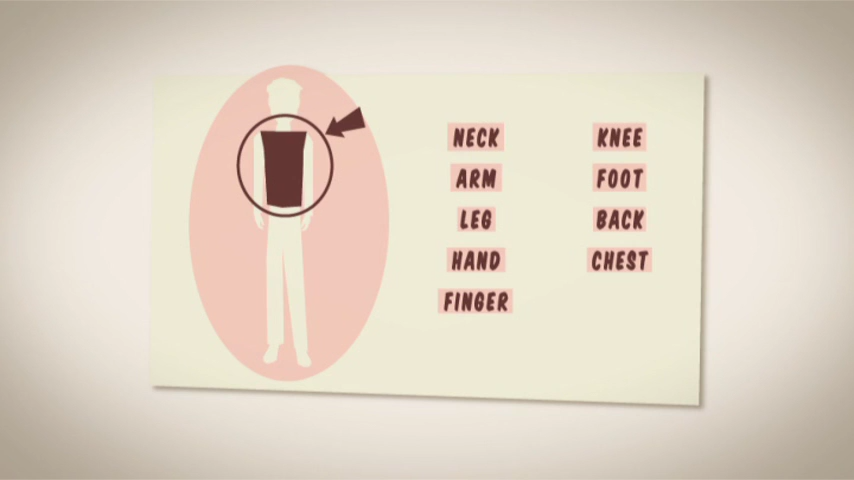 NECK
ARM
LEG
HAND
FINGER
KNEE
FOOT
BACK
CHEST